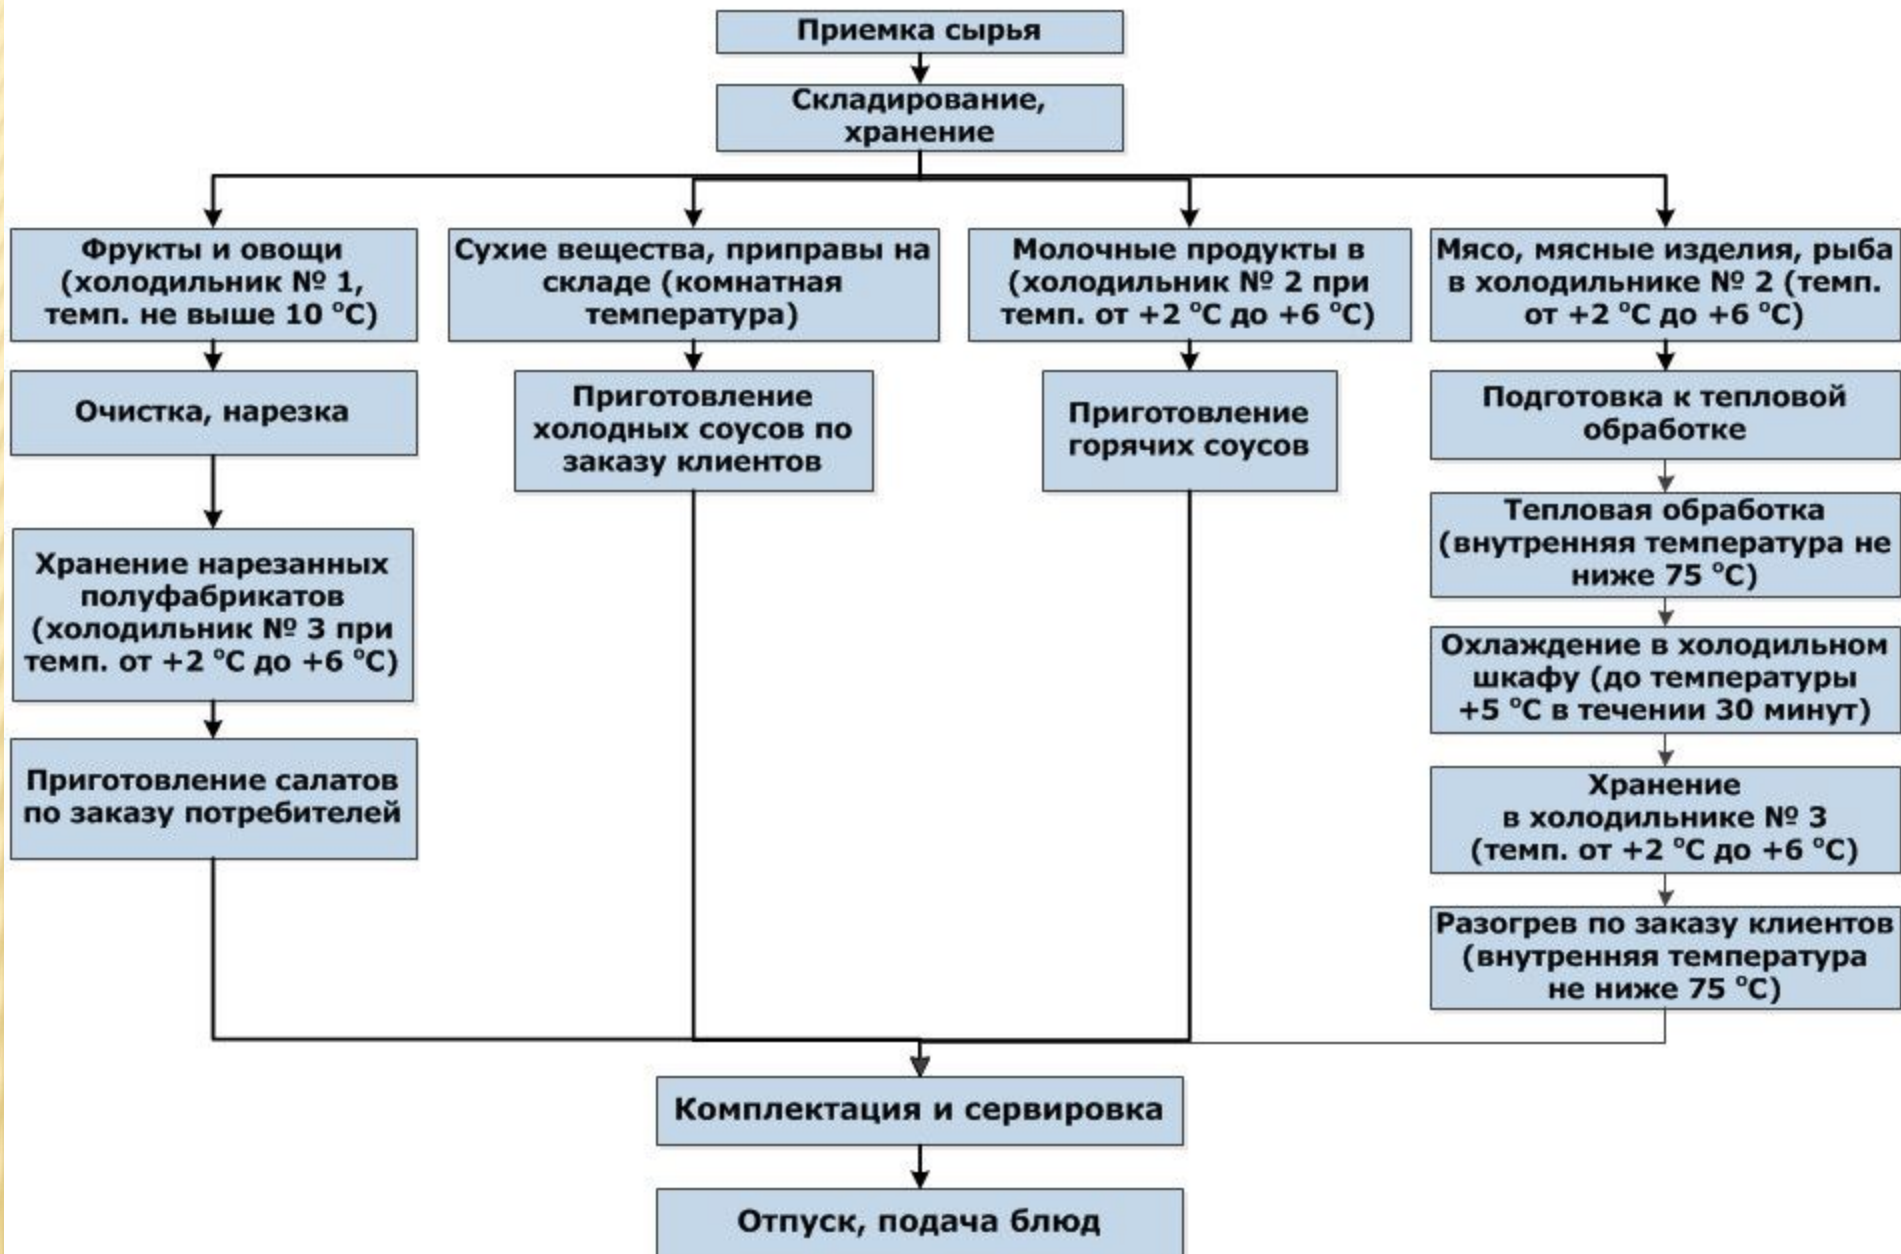 Приемка сырья
Складирование,
хранение
Фрукты и овощи
(холодильник № 1,
темп. не выше 10 °С)
Сухие вещества, приправы на
складе (комнатная
температура)
Молочные продукты в
(холодильник № 2 при
темп. от +2 °С до +6 °С)
Мясо, мясные изделия, рыба
в холодильнике № 2 (темп.
от +2 °С до +6 °С)
Очистка, нарезка
Приготовление
холодных соусов по
заказу клиентов
Приготовление
горячих соусов
Подготовка к тепловой
обработке
Тепловая обработка
(внутренняя температура не
ниже 75 °С)
Хранение нарезанных
полуфабрикатов
(холодильник № 3 при
темп. от +2 °С до +6 °С)
Охлаждение в холодильном
шкафу (до температуры
+5 °С в течении 30 минут)
Приготовление салатов
по заказу потребителей
Хранение
в холодильнике № 3
(темп. от +2 °С до +6 °С)
Разогрев по заказу клиентов
(внутренняя температура
не ниже 75 °С)
Комплектация и сервировка
Отпуск, подача блюд